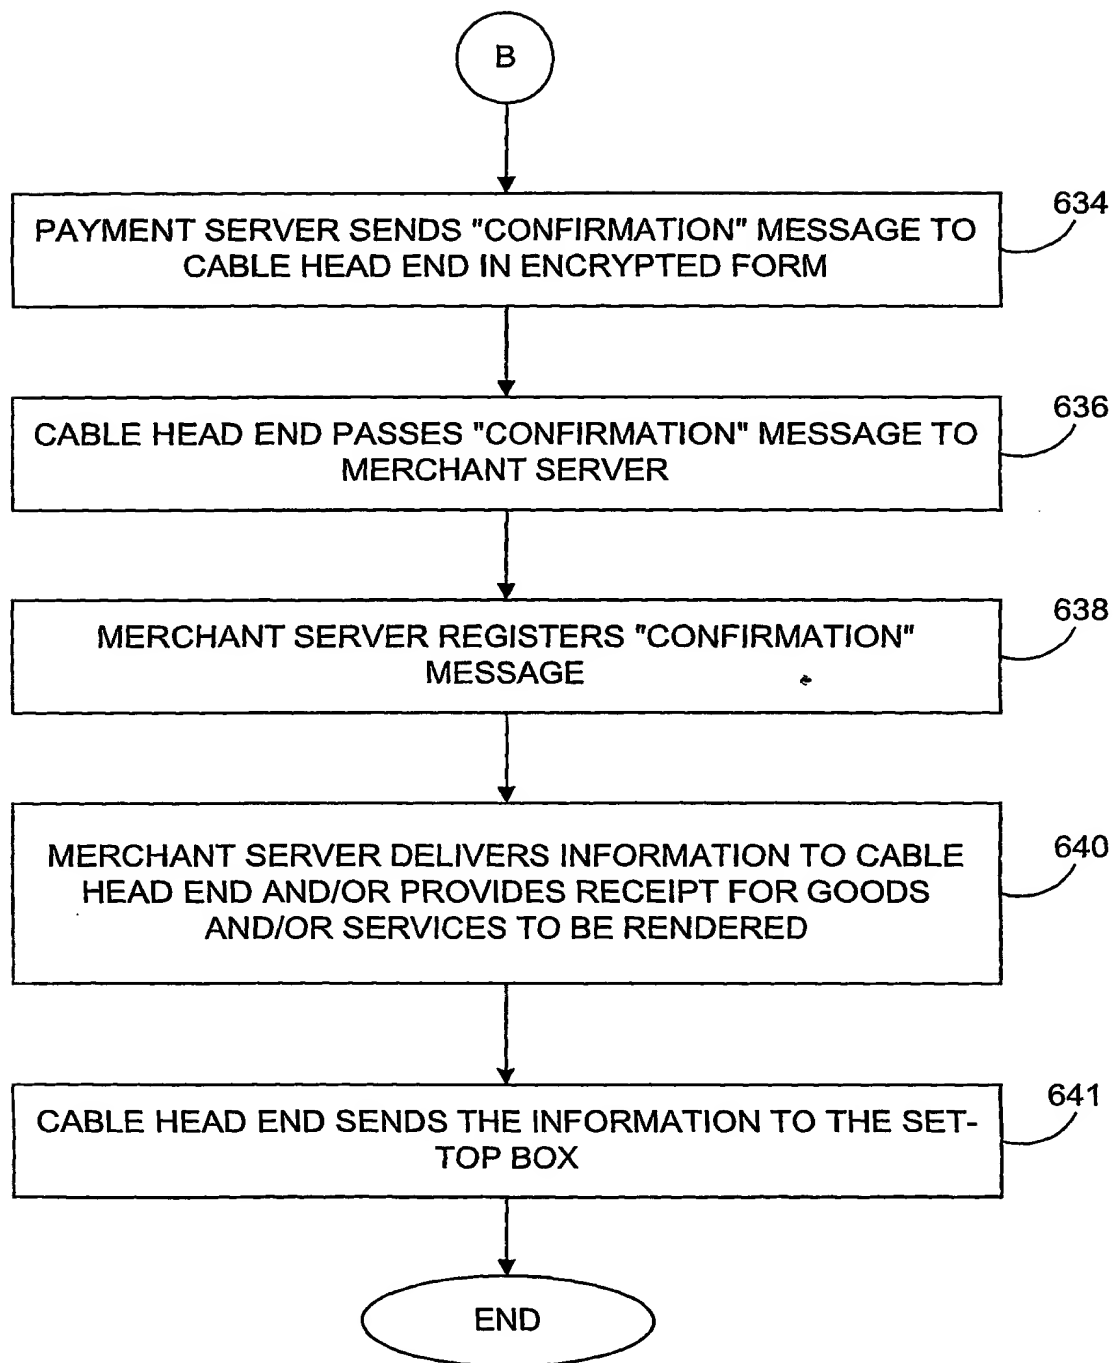 B
634
PAYMENT SERVER SENDS "CONFIRMATION" MESSAGE TO
CABLE HEAD END IN ENCRYPTED FORM
636
CABLE HEAD END PASSES "CONFIRMATION" MESSAGE TO
MERCHANT SERVER
638
MERCHANT SERVER REGISTERS "CONFIRMATION"
MESSAGE
640
MERCHANT SERVER DELIVERS INFORMATION TO CABLE
HEAD END AND/OR PROVIDES RECEIPT FOR GOODS
AND/OR SERVICES TO BE RENDERED
641
CABLE HEAD END SENDS THE INFORMATION TO THE SET-
TOP BOX
END